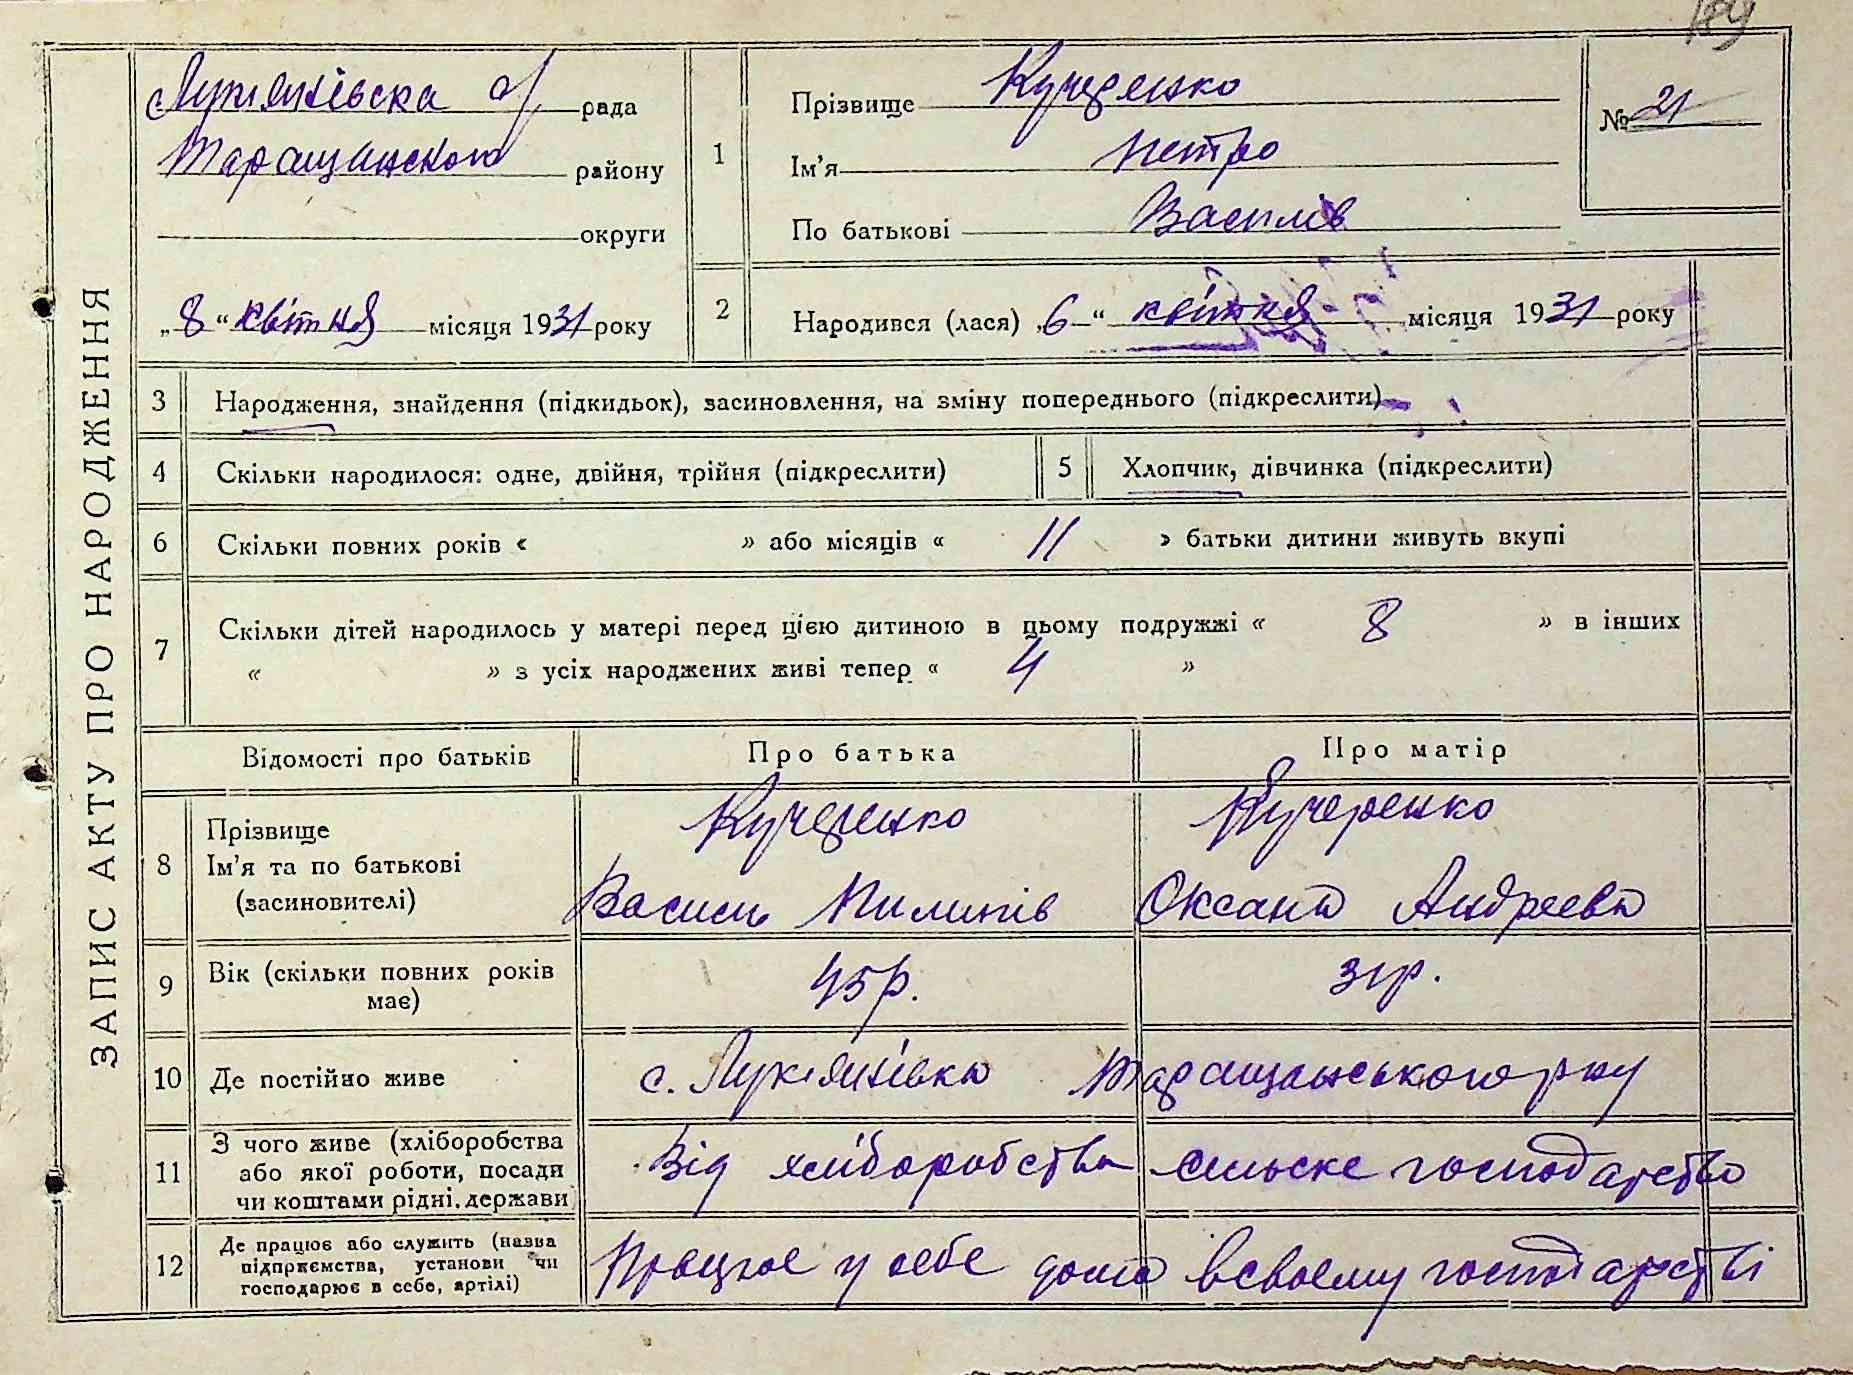 ЗАПИС АКТУ ПРО НАРОДЖЕННЯ
Лукянівска с/ рада
Таращанского району
округи
„8“ квітня місяця 1931 року
1
Прізвище Кучеренко
Ім’я Петро
По батькові Василів
№ 21
2
Народився (лася) „6“ квітня місяця 1931 року
3 Народження, знайдення (підкидьок), засиновлення, на зміну попереднього (підкреслити)
4 Скільки народилося: одне, двійня, трійня (підкреслити)
5 Хлопчик, дівчинка (підкреслити)
6 Скільки повних років « » або місяців « 11 » батьки дитини живуть вкупі
7 Скільки дітей народилось у матері перед цією дитиною в цьому подружжі « 8 » в інших
« » з усіх народжених живі тепер « 4 »
Відомості про батьків Про батька Про матір
8 Прізвище
Ім’я та по батькові
(засиновителі)
Кучеренко
Василь Пилипів
Кучеренко
Оксана Андреева
9 Вік (скільки повних років
має)
45р.
31р.
10 Де постійно живе
с. Лукянівка Таращанського рну
11 З чого живе (хліборобства
або якої роботи, посади
чи коштами рідні, держави
Від хліборобства сильске господарство
12 Де працює або служить (назва
підприємства, установи чи
господарює в себе, артілі)
Працює у себе дома всвоему господарстві